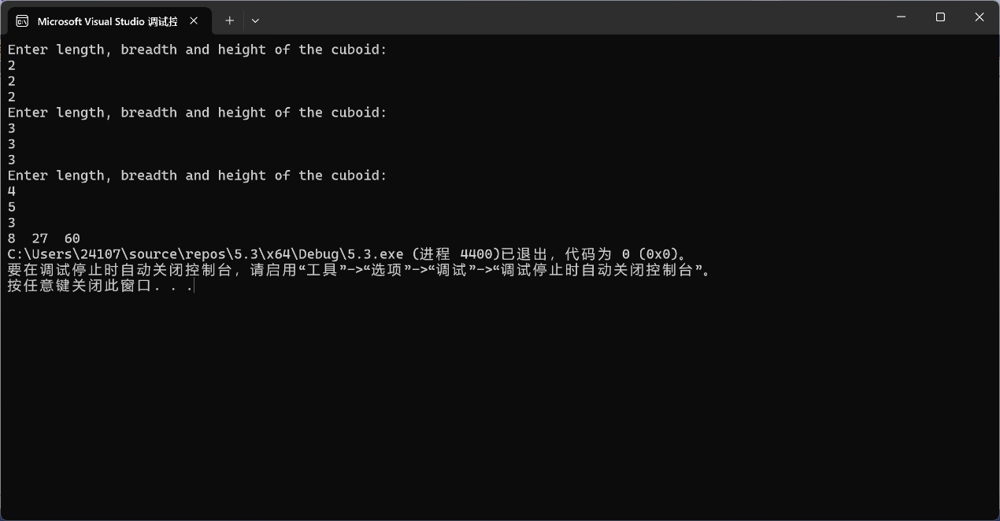 Microsoft Visual Studio 调试控
Enter length, breadth and height of the cuboid:
2
2
2
Enter length, breadth and height of the cuboid:
3
3
3
Enter length, breadth and height of the cuboid:
4
5
3
8  27  60
C:\Users\24107\source\repos\5.3\x64\Debug\5.3.exe (进程 4400)已退出，代码为 0 (0x0)。
要在调试停止时自动关闭控制台，请启用“工具”->“选项”->“调试”->“调试停止时自动关闭控制台”。
按任意键关闭此窗口. . .